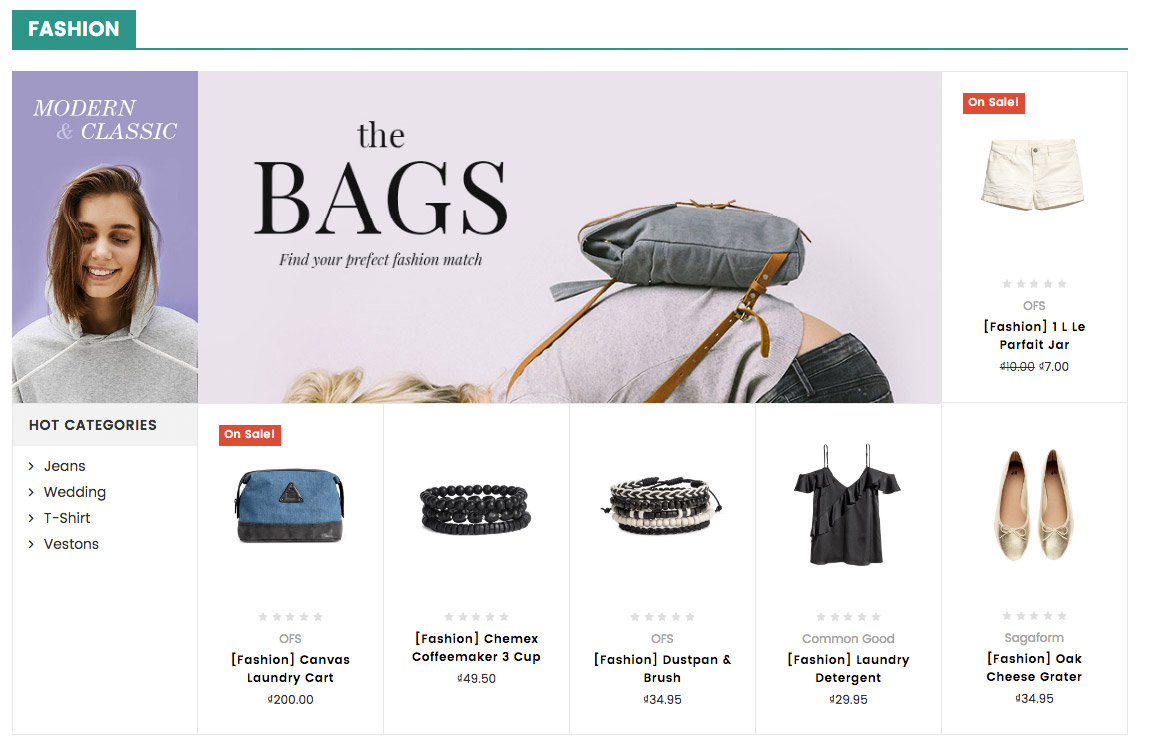 FASHION
MODERN
& CLASSIC
the
BAGS
Find your prefect fashion match
On Sale!
OFS
[Fashion] 1 L Le
Parfait Jar
₫10.00 ₫7.00
HOT CATEGORIES
Jeans
Wedding
T-Shirt
Vestons
On Sale!
OFS
[Fashion] Canvas
Laundry Cart
₫200.00
[Fashion] Chemex
Coffeemaker 3 Cup
₫49.50
OFS
[Fashion] Dustpan &
Brush
₫34.95
Common Good
[Fashion] Laundry
Detergent
₫29.95
Sagaform
[Fashion] Oak
Cheese Grater
₫34.95